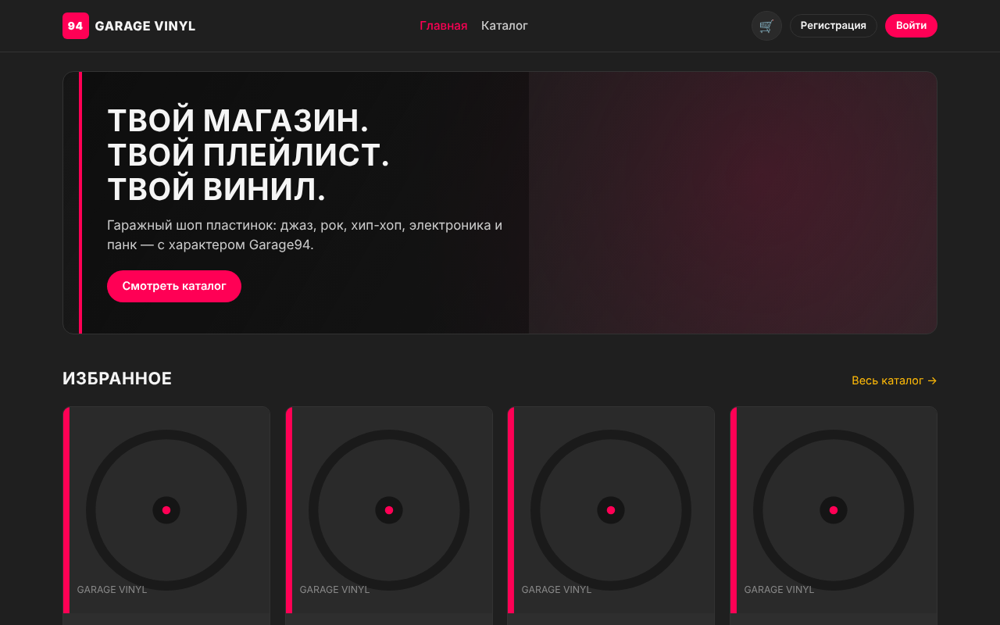 94 GARAGE VINYL
Главная Каталог
🛒 Регистрация Войти
ТВОЙ МАГАЗИН.
ТВОЙ ПЛЕЙЛИСТ.
ТВОЙ ВИНИЛ.
Гаражный шоп пластинок: джаз, рок, хип-хоп, электроника и
панк — с характером Garage94.
Смотреть каталог
ИЗБРАННОЕ
Весь каталог →
GARAGE VINYL
GARAGE VINYL
GARAGE VINYL
GARAGE VINYL